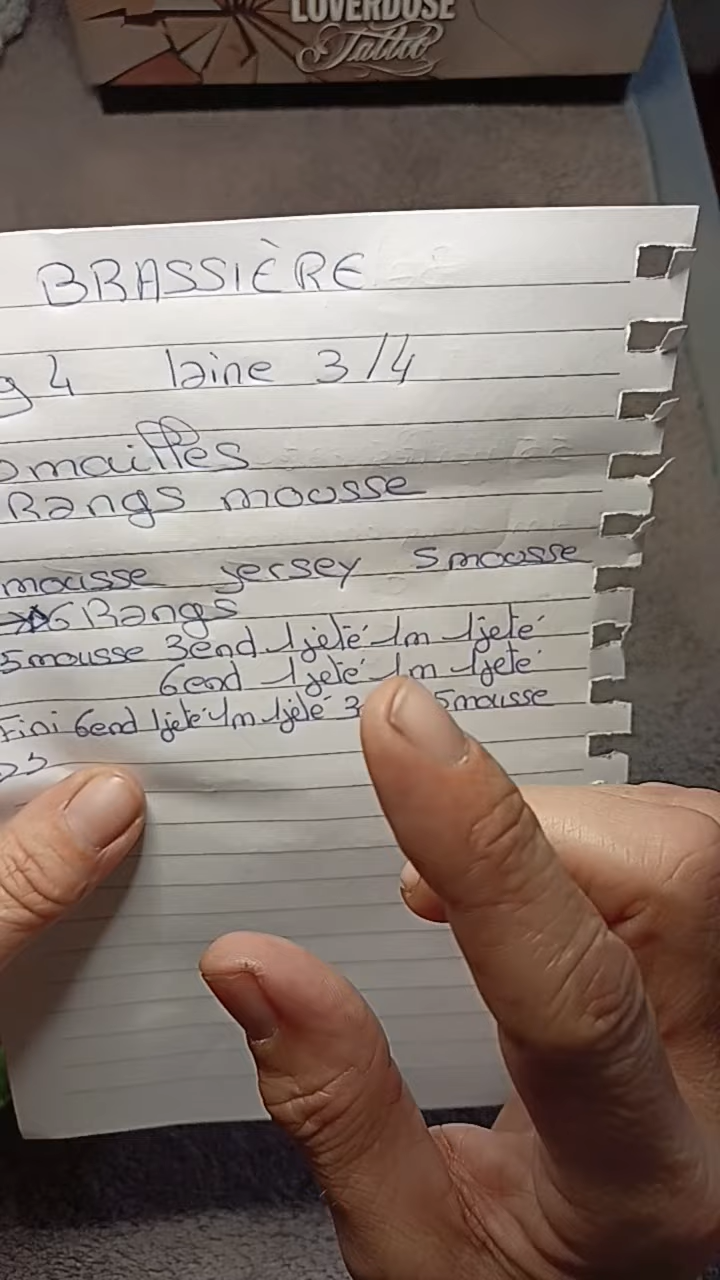 LOVERDOSE
Tattoo
BRASSIÈRE
g 4 laine 3/4
mailles
Rangs mousse
mousse jersey 5mousse
6 Rangs
5mousse 3end 1jeté 1m 1jeté
6end 1jeté 1m 1jeté
Fini 6end 1jeté 1m 1jeté 3 5mousse